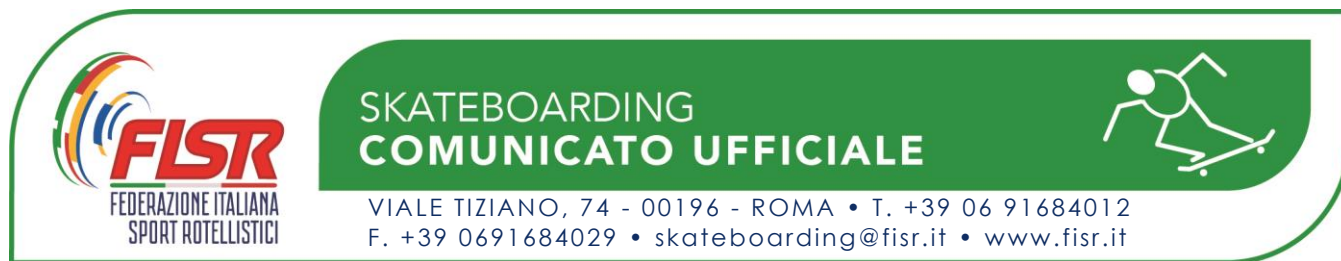 FISR
FEDERAZIONE ITALIANA
SPORT ROTELLISTICI
SKATEBOARDING
COMUNICATO UFFICIALE
VIALE TIZIANO, 74 - 00196 - ROMA • T. +39 06 91684012
F. +39 0691684029 • skateboarding@fisr.it • www.fisr.it